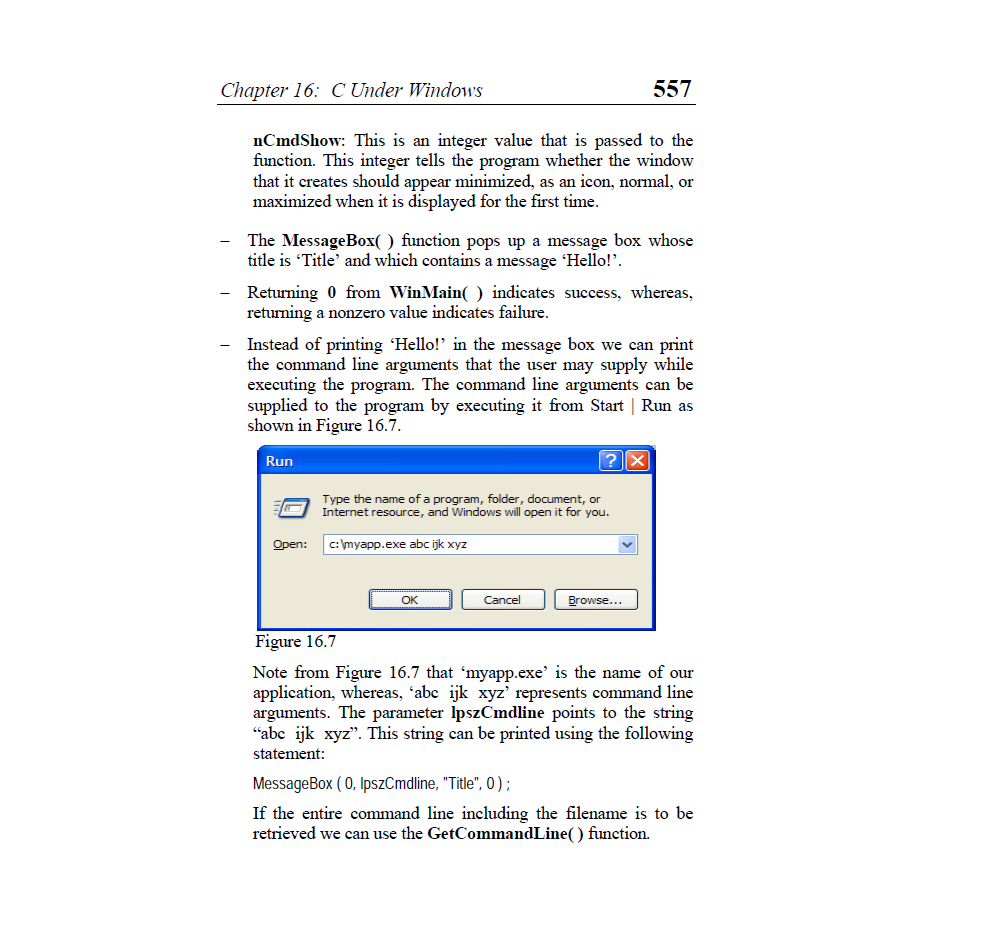 Chapter 16:  C Under Windows 557
nCmdShow: This is an integer value that is passed to the
function. This integer tells the program whether the window
that it creates should appear minimized, as an icon, normal, or
maximized when it is displayed for the first time.
− The MessageBox( ) function pops up a message box whose
title is ‘Title’ and which contains a message ‘Hello!’.
− Returning 0 from WinMain( ) indicates success, whereas,
returning a nonzero value indicates failure.
− Instead of printing ‘Hello!’ in the message box we can print
the command line arguments that the user may supply while
executing the program. The command line arguments can be
supplied to the program by executing it from Start | Run as
shown in Figure 16.7.
Run
Type the name of a program, folder, document, or
Internet resource, and Windows will open it for you.
Open: c:\myapp.exe abc ijk xyz
OK Cancel Browse...
Figure 16.7
Note from Figure 16.7 that ‘myapp.exe’ is the name of our
application, whereas, ‘abc  ijk  xyz’ represents command line
arguments. The parameter lpszCmdline points to the string
“abc  ijk  xyz”. This string can be printed using the following
statement:
MessageBox ( 0, lpszCmdline, "Title", 0 ) ;
If the entire command line including the filename is to be
retrieved we can use the GetCommandLine( ) function.